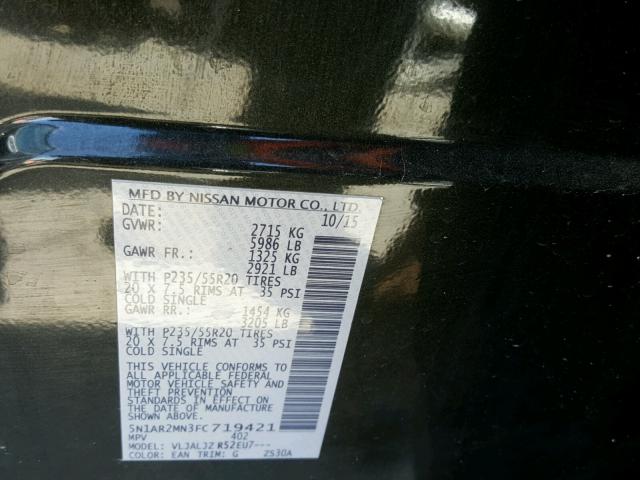 MFD BY NISSAN MOTOR CO., LTD.
DATE: 10/15
GVWR: 2715 KG
5986 LB
GAWR FR.: 1325 KG
2921 LB
WITH P235/55R20 TIRES
20 X 7.5 RIMS AT 35 PSI
COLD SINGLE
GAWR RR.: 1454 KG
3205 LB
WITH P235/55R20 TIRES
20 X 7.5 RIMS AT 35 PSI
COLD SINGLE
THIS VEHICLE CONFORMS TO
ALL APPLICABLE FEDERAL
MOTOR VEHICLE SAFETY AND
THEFT PREVENTION
STANDARDS IN EFFECT ON THE
DATE OF MANUFACTURE
5N1AR2MN3FC719421
MPV 402
MODEL: VLJALJZ R52EU7---
COLOR: EAN TRIM: G ZS30A